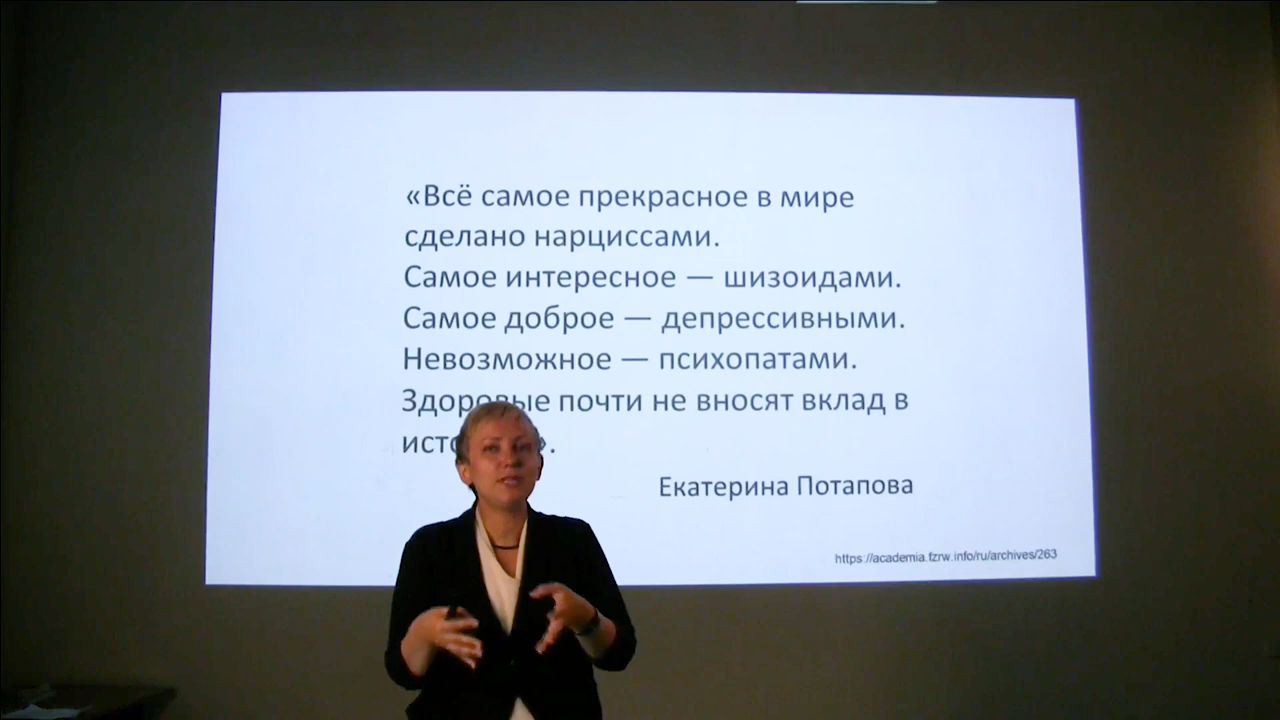 «Всё самое прекрасное в мире
сделано нарциссами.
Самое интересное — шизоидами.
Самое доброе — депрессивными.
Невозможное — психопатами.
Здоровые почти не вносят вклад в
Екатерина Потапова
https://academia.fzrw.info/ru/archives/263